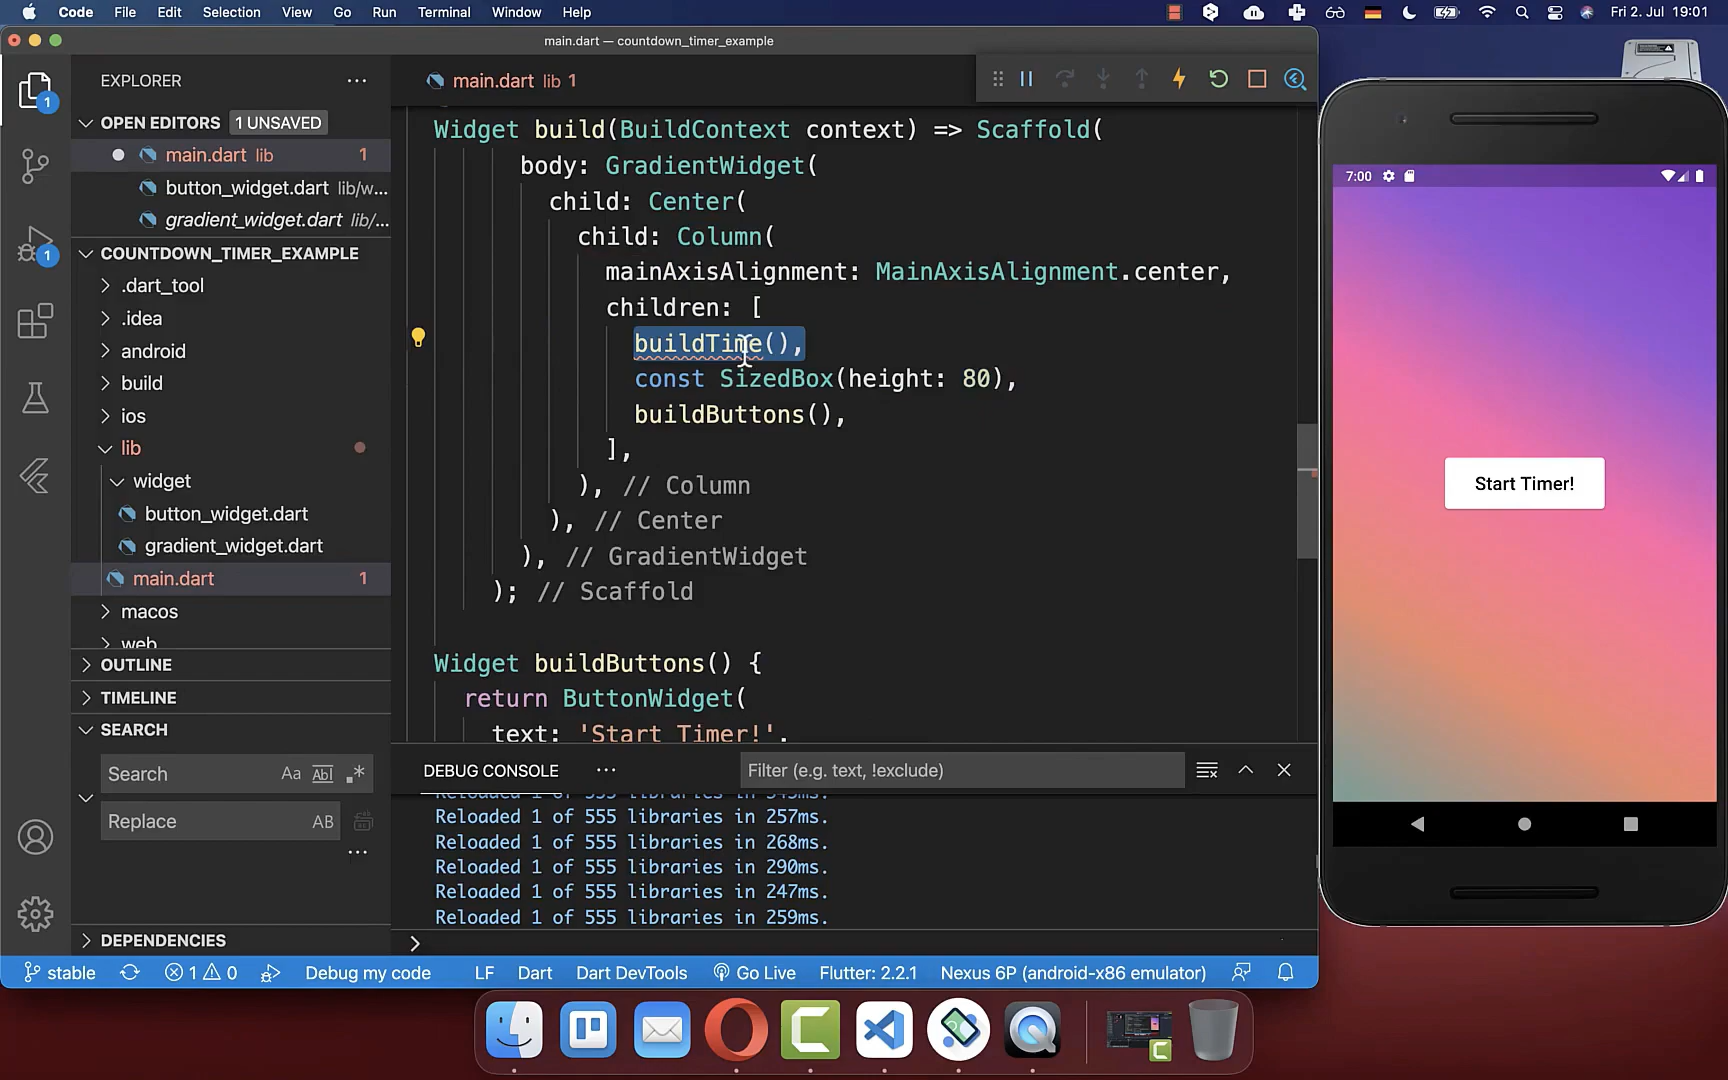 Code File Edit Selection View Go Run Terminal Window Help
Fri 2. Jul 19:01
main.dart — countdown_timer_example
EXPLORER
OPEN EDITORS 1 UNSAVED
main.dart lib 1
button_widget.dart lib/w...
gradient_widget.dart lib/...
COUNTDOWN_TIMER_EXAMPLE
.dart_tool
.idea
android
build
ios
lib
widget
button_widget.dart
gradient_widget.dart
main.dart 1
macos
web
OUTLINE
TIMELINE
SEARCH
Search Aa Abl .*
Replace AB
DEPENDENCIES
1
1
main.dart lib 1
Widget build(BuildContext context) => Scaffold(
body: GradientWidget(
child: Center(
child: Column(
mainAxisAlignment: MainAxisAlignment.center,
children: [
buildTime(),
const SizedBox(height: 80),
buildButtons(),
],
), // Column
), // Center
), // GradientWidget
); // Scaffold
Widget buildButtons() {
return ButtonWidget(
text: 'Start Timer!',
DEBUG CONSOLE
Filter (e.g. text, !exclude)
Reloaded 1 of 555 libraries in 257ms.
Reloaded 1 of 555 libraries in 268ms.
Reloaded 1 of 555 libraries in 290ms.
Reloaded 1 of 555 libraries in 247ms.
Reloaded 1 of 555 libraries in 259ms.
stable 1 0 Debug my code LF Dart Dart DevTools Go Live Flutter: 2.2.1 Nexus 6P (android-x86 emulator)
7:00
Start Timer!